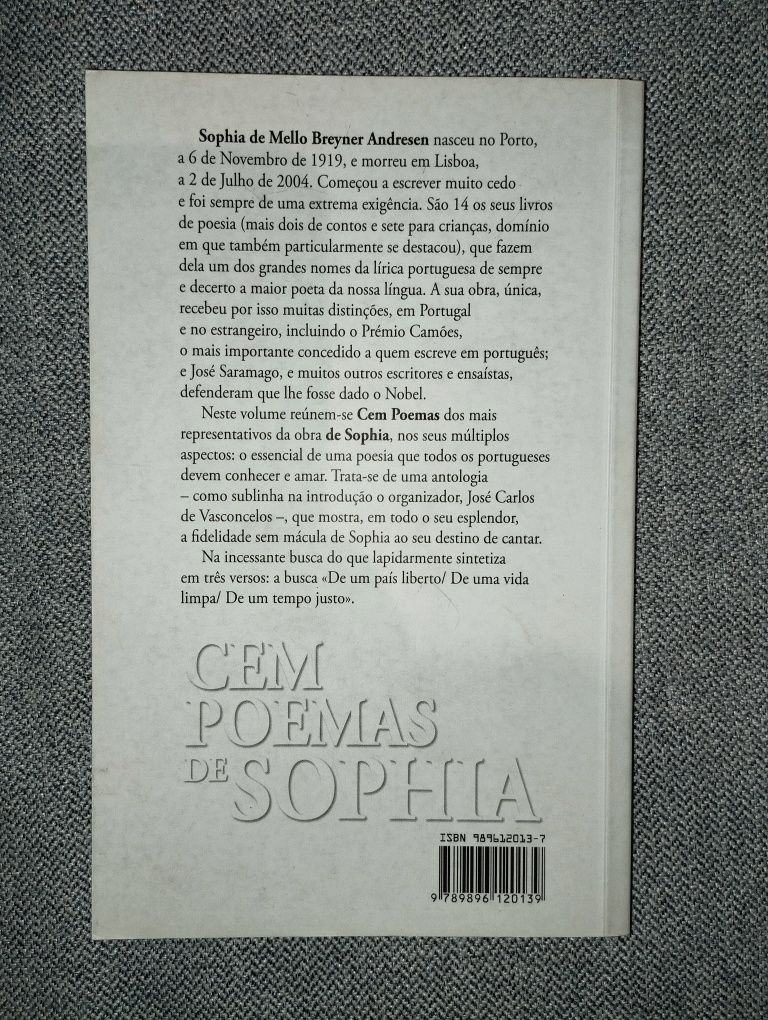 Sophia de Mello Breyner Andresen nasceu no Porto,
a 6 de Novembro de 1919, e morreu em Lisboa,
a 2 de Julho de 2004. Começou a escrever muito cedo
e foi sempre de uma extrema exigência. São 14 os seus livros
de poesia (mais dois de contos e sete para crianças, domínio
em que também particularmente se destacou), que fazem
dela um dos grandes nomes da lírica portuguesa de sempre
e decerto a maior poeta da nossa língua. A sua obra, única,
recebeu por isso muitas distinções, em Portugal
e no estrangeiro, incluindo o Prémio Camões,
o mais importante concedido a quem escreve em português;
e José Saramago, e muitos outros escritores e ensaístas,
defenderam que lhe fosse dado o Nobel.
Neste volume reúnem-se Cem Poemas dos mais
representativos da obra de Sophia, nos seus múltiplos
aspectos: o essencial de uma poesia que todos os portugueses
devem conhecer e amar. Trata-se de uma antologia
– como sublinha na introdução o organizador, José Carlos
de Vasconcelos –, que mostra, em todo o seu esplendor,
a fidelidade sem mácula de Sophia ao seu destino de cantar.
Na incessante busca do que lapidarmente sintetiza
em três versos: a busca «De um país liberto/ De uma vida
limpa/ De um tempo justo».
CEM
POEMAS
DE SOPHIA
ISBN 989612013-7
9 789896 120139